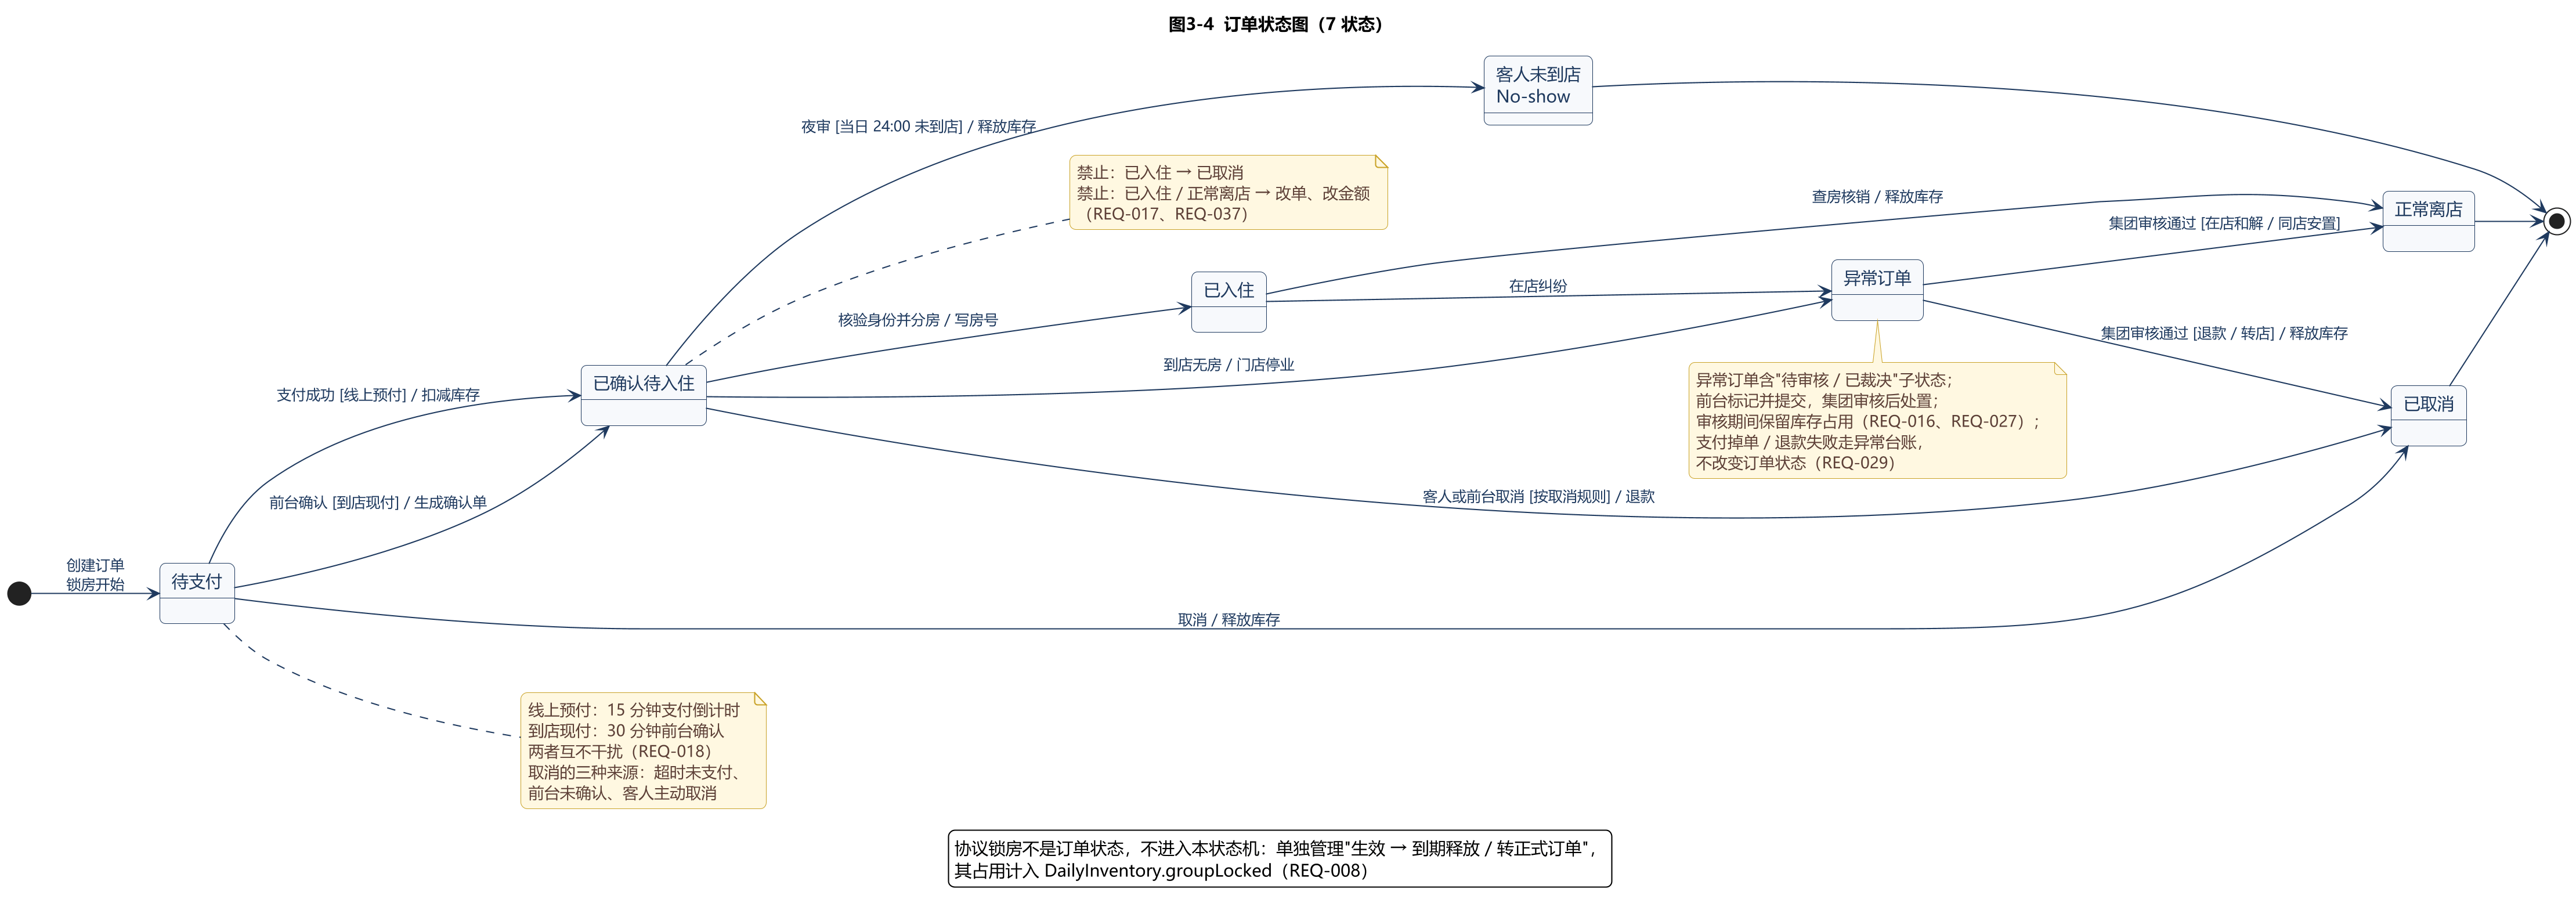 图3-4 订单状态图（7 状态）
客人未到店
No-show
夜审 [当日 24:00 未到店] / 释放库存
禁止：已入住 → 已取消
禁止：已入住 / 正常离店 → 改单、改金额
（REQ-017、REQ-037）
查房核销 / 释放库存
正常离店
集团审核通过 [在店和解 / 同店安置]
已入住
在店纠纷
异常订单
核验身份并分房 / 写房号
集团审核通过 [退款 / 转店] / 释放库存
到店无房 / 门店停业
已确认待入住
支付成功 [线上预付] / 扣减库存
异常订单含"待审核 / 已裁决"子状态；
前台标记并提交，集团审核后处置；
审核期间保留库存占用（REQ-016、REQ-027）；
支付掉单 / 退款失败走异常台账，
不改变订单状态（REQ-029）
已取消
前台确认 [到店现付] / 生成确认单
客人或前台取消 [按取消规则] / 退款
创建订单
锁房开始
待支付
取消 / 释放库存
线上预付：15 分钟支付倒计时
到店现付：30 分钟前台确认
两者互不干扰（REQ-018）
取消的三种来源：超时未支付、
前台未确认、客人主动取消
协议锁房不是订单状态，不进入本状态机：单独管理"生效 → 到期释放 / 转正式订单"，
其占用计入 DailyInventory.groupLocked（REQ-008）